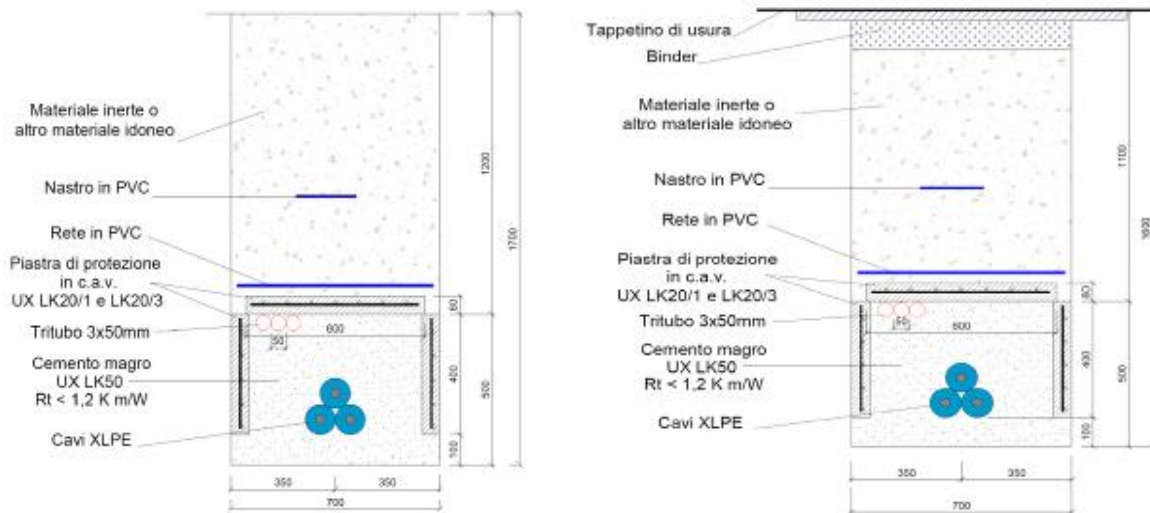 Materiale inerte o
altro materiale idoneo
Nastro in PVC
Rete in PVC
Piastra di protezione
in c.a.v.
UX LK20/1 e LK20/3
Tritubo 3x50mm
Cemento magro
UX LK50
Rt < 1,2 K m/W
Cavi XLPE
50
600
350
350
700
1200
1700
60
400
500
100
Tappetino di usura
Binder
Materiale inerte o
altro materiale idoneo
Nastro in PVC
Rete in PVC
Piastra di protezione
in c.a.v.
UX LK20/1 e LK20/3
Tritubo 3x50mm
Cemento magro
UX LK50
Rt < 1,2 K m/W
Cavi XLPE
50
600
350
350
700
1100
1600
60
400
500
100